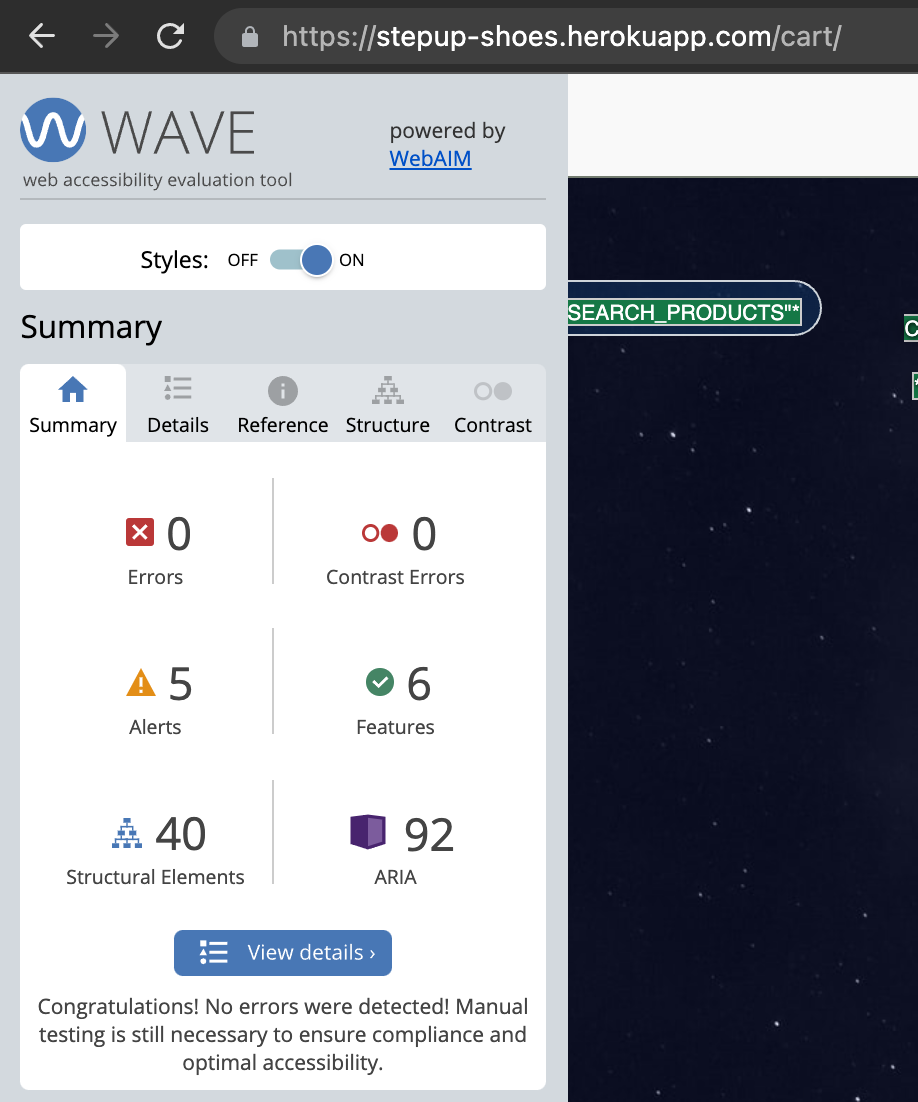 https://stepup-shoes.herokuapp.com/cart/
WAVE
powered by
WebAIM
web accessibility evaluation tool
Styles: OFF ON
Summary
Summary Details Reference Structure Contrast
0 0
Errors Contrast Errors
5 6
Alerts Features
40 92
Structural Elements ARIA
View details ›
Congratulations! No errors were detected! Manual
testing is still necessary to ensure compliance and
optimal accessibility.
SEARCH_PRODUCTS"*
C